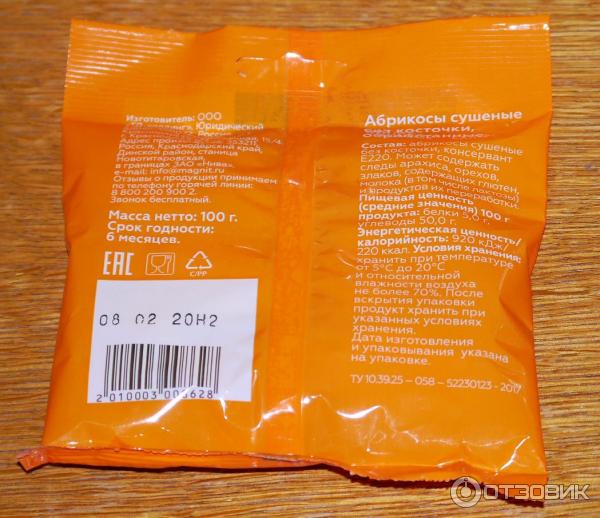 Изготовитель: ООО
Юридический
Россия, Краснодарский край,
Динской район, станица
Новотитаровская,
в границах ЗАО «Нива».
e-mail: info@magnit.ru
Отзывы о продукции принимаем
по телефону горячей линии:
8 800 200 900 2.
Звонок бесплатный.
Масса нетто: 100 г.
Срок годности:
6 месяцев.
EAC
C/PP
08 02 20Н2
2 010003 006628
Абрикосы сушеные
без косточки,
Состав: абрикосы сушеные
без косточки, консервант
Е220. Может содержать
следы арахиса, орехов,
злаков, содержащих глютен,
молока (в том числе лактозы)
и продуктов их переработки.
Пищевая ценность
(средние значения) 100 г
продукта: белки 5,0 г,
углеводы 50,0 г.
Энергетическая ценность/
калорийность: 920 кДж/
220 ккал. Условия хранения:
хранить при температуре
от 5°С до 20°С
и относительной
влажности воздуха
не более 70%. После
вскрытия упаковки
продукт хранить при
указанных условиях
хранения.
Дата изготовления
и упаковывания указана
на упаковке.
ТУ 10.39.25 – 058 – 52230123 – 2017
ОТЗОВИК